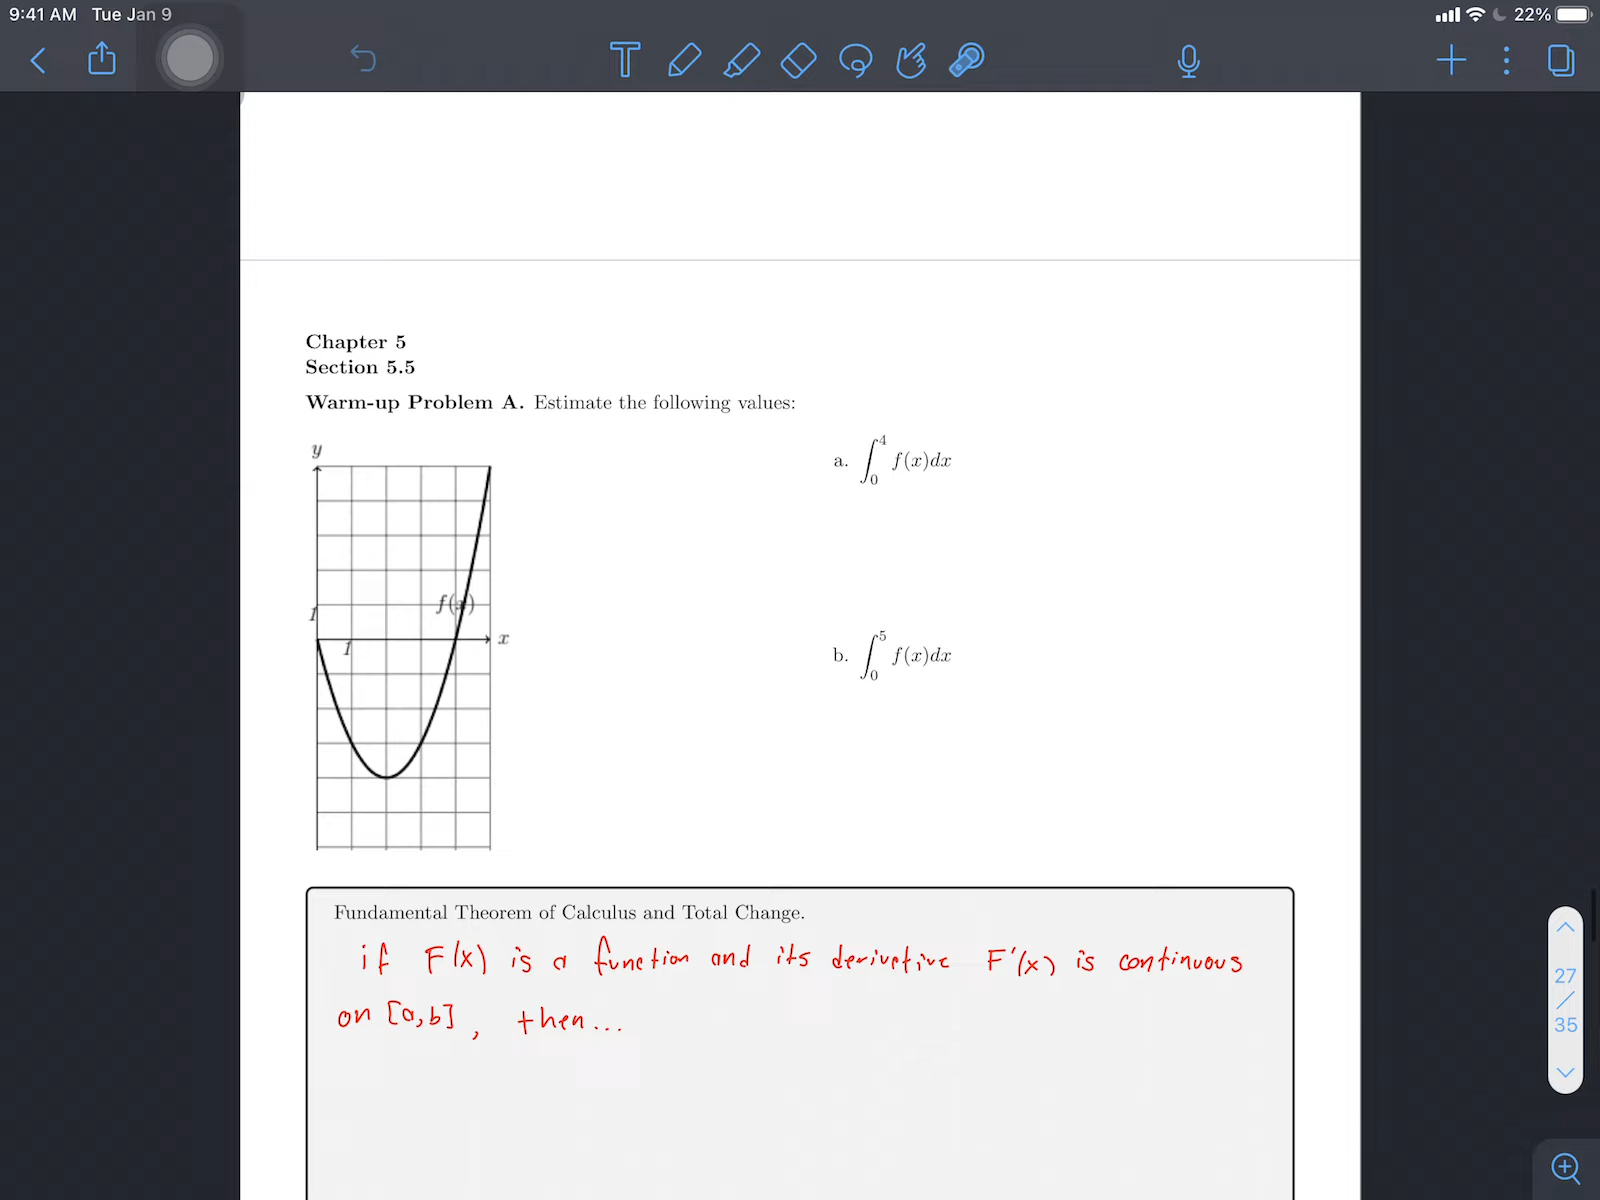 9:41 AM Tue Jan 9 22%
Chapter 5
Section 5.5
Warm-up Problem A. Estimate the following values:
y
a. ∫₀⁴ f(x)dx
f(x)
1
x
1
b. ∫₀⁵ f(x)dx
Fundamental Theorem of Calculus and Total Change.
if F(x) is a function and its derivative F'(x) is continuous
on [a,b], then...
27
/
35